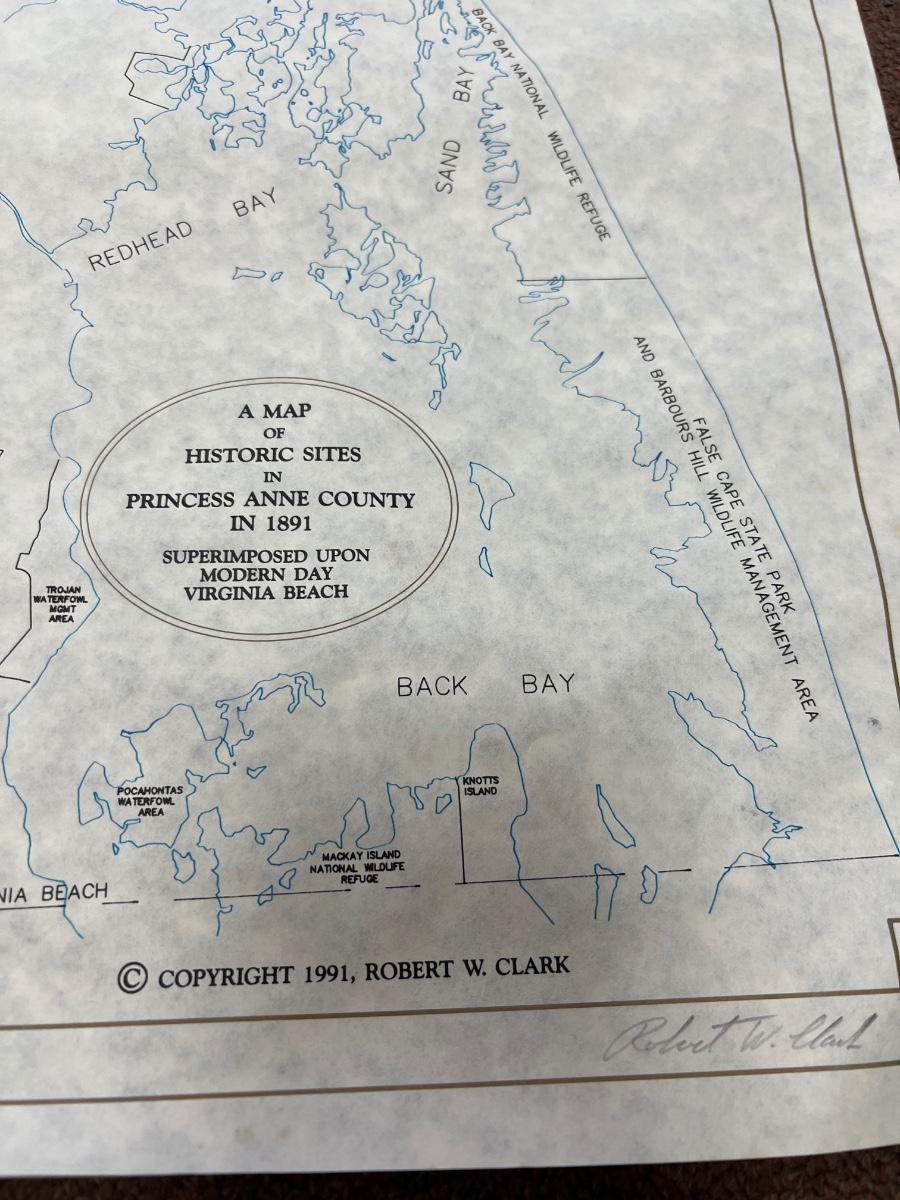 BACK BAY NATIONAL WILDLIFE REFUGE
SAND BAY
REDHEAD BAY
AND BARBOURS HILL WILDLIFE MANAGEMENT AREA
FALSE CAPE STATE PARK
A MAP
OF
HISTORIC SITES
IN
PRINCESS ANNE COUNTY
IN 1891
SUPERIMPOSED UPON
MODERN DAY
VIRGINIA BEACH
TROJAN
WATERFOWL
MGMT
AREA
BACK BAY
POCAHONTAS
WATERFOWL
AREA
KNOTTS
ISLAND
MACKAY ISLAND
NATIONAL WILDLIFE
REFUGE
NIA BEACH
© COPYRIGHT 1991, ROBERT W. CLARK
Robert W. Clark